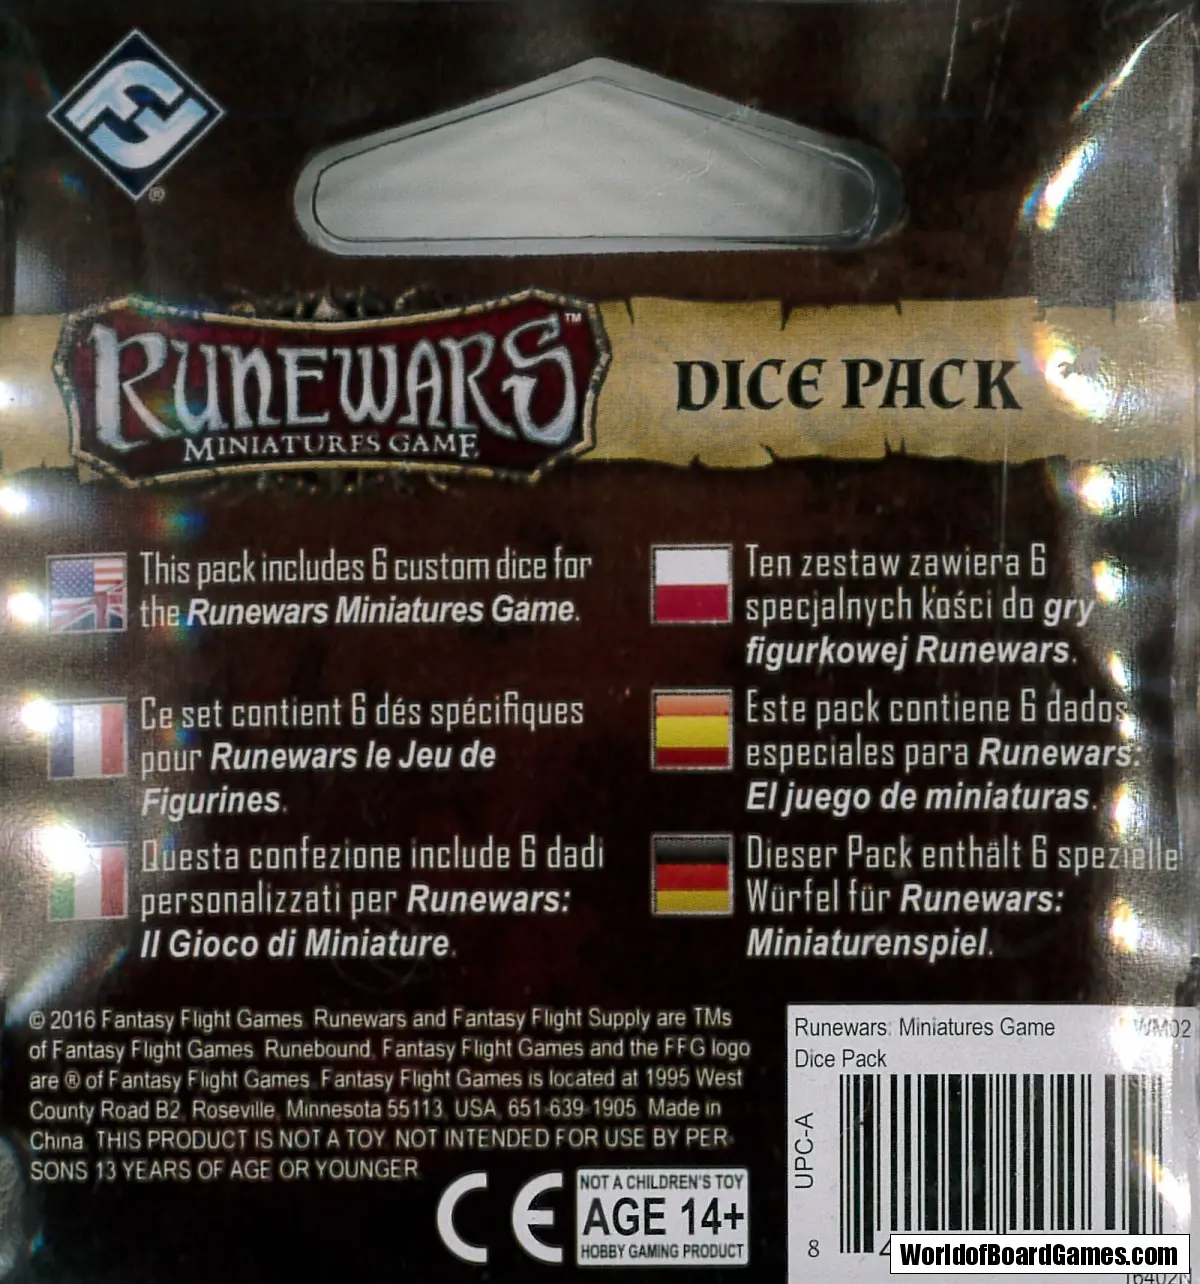 RUNEWARS™
MINIATURES GAME
DICE PACK
This pack includes 6 custom dice for
the Runewars Miniatures Game.
Ce set contient 6 dés spécifiques
pour Runewars le Jeu de
Figurines.
Questa confezione include 6 dadi
personalizzati per Runewars:
Il Gioco di Miniature.
Ten zestaw zawiera 6
specjalnych kości do gry
figurkowej Runewars.
Este pack contiene 6 dados
especiales para Runewars:
El juego de miniaturas.
Dieser Pack enthält 6 spezielle
Würfel für Runewars:
Miniaturenspiel.
© 2016 Fantasy Flight Games. Runewars and Fantasy Flight Supply are TMs
of Fantasy Flight Games. Runebound, Fantasy Flight Games and the FFG logo
are ® of Fantasy Flight Games. Fantasy Flight Games is located at 1995 West
County Road B2, Roseville, Minnesota 55113, USA, 651-639-1905. Made in
China. THIS PRODUCT IS NOT A TOY. NOT INTENDED FOR USE BY PER-
SONS 13 YEARS OF AGE OR YOUNGER.
CE
NOT A CHILDREN'S TOY
AGE 14+
HOBBY GAMING PRODUCT
Runewars: Miniatures Game WM02
Dice Pack
UPC-A
8
WorldofBoardGames.com